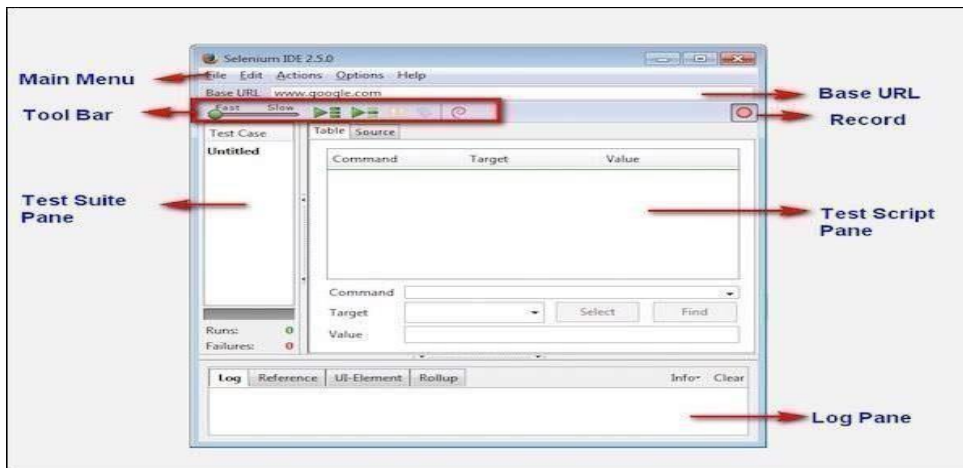 Selenium IDE 2.5.0
Main Menu
File Edit Actions Options Help
Base URL www.google.com
Base URL
Tool Bar
Fast Slow
Record
Test Case
Table Source
Untitled
Command Target Value
Test Suite
Pane
Test Script
Pane
Command
Target Select Find
Value
Runs: 0
Failures: 0
Log Reference UI-Element Rollup Info Clear
Log Pane